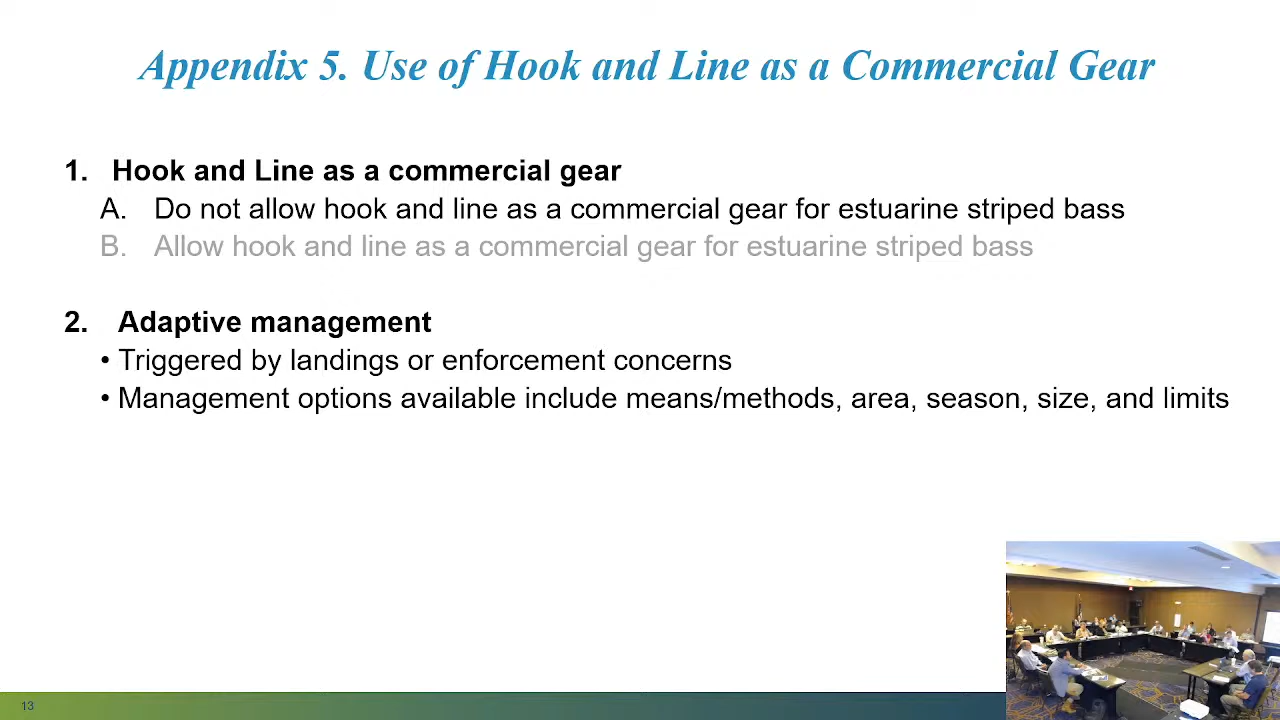 Appendix 5. Use of Hook and Line as a Commercial Gear
1. Hook and Line as a commercial gear
A. Do not allow hook and line as a commercial gear for estuarine striped bass
B. Allow hook and line as a commercial gear for estuarine striped bass
2. Adaptive management
• Triggered by landings or enforcement concerns
• Management options available include means/methods, area, season, size, and limits
13